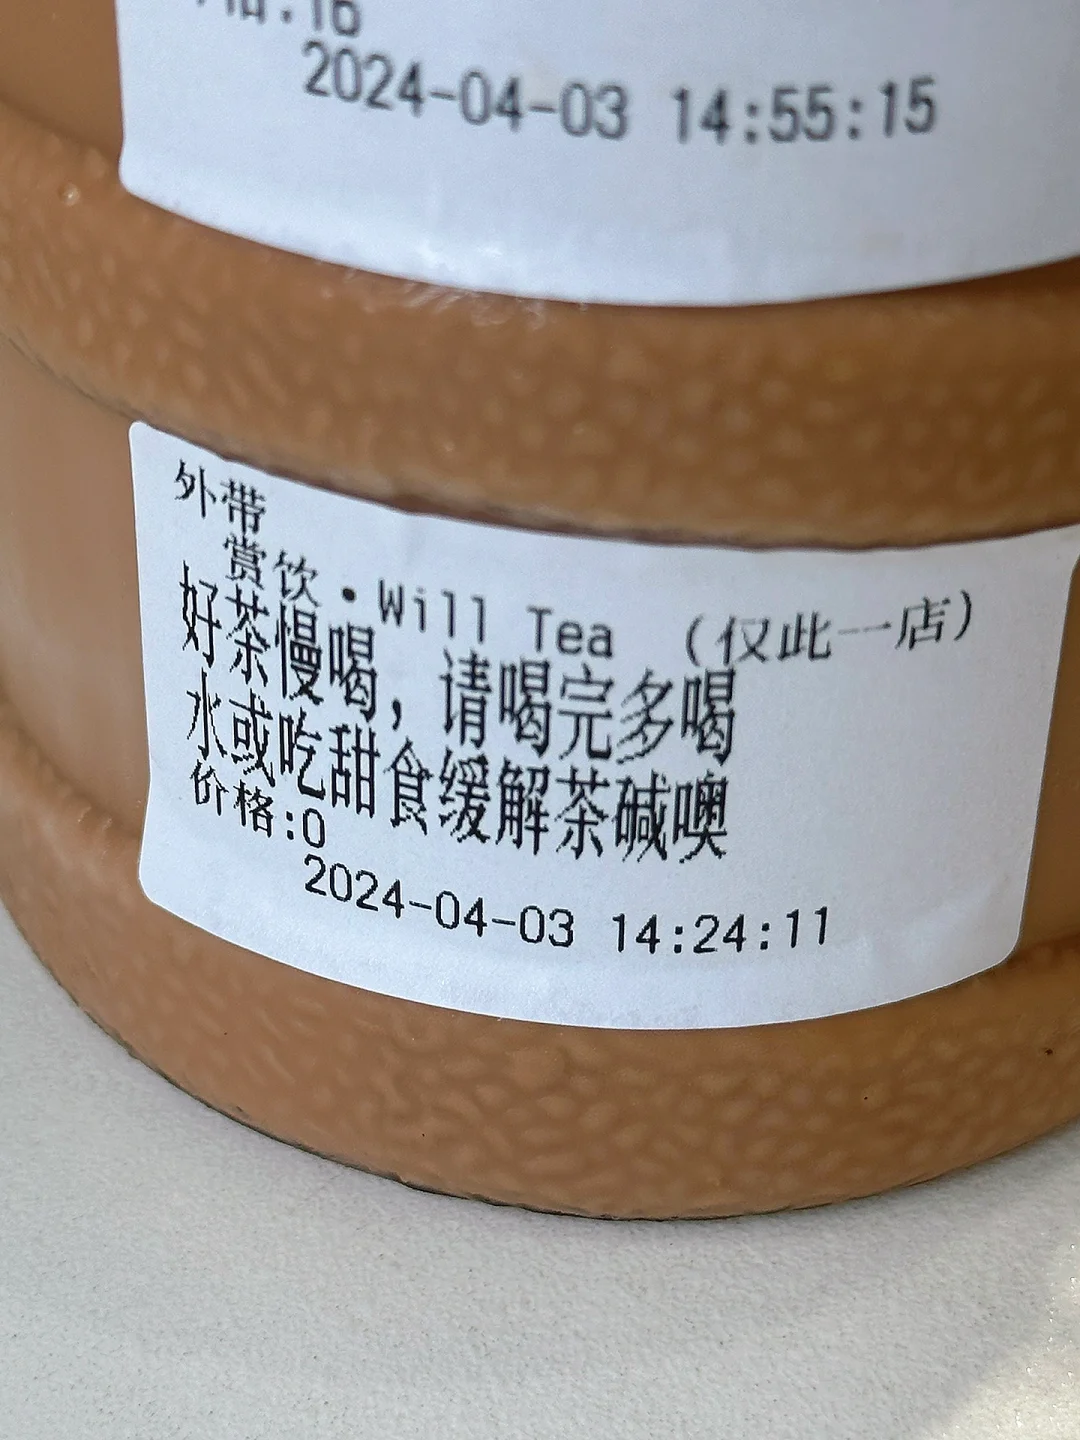 格:16
2024-04-03 14:55:15
外带
赏饮·Will Tea （仅此一店）
好茶慢喝，请喝完多喝
水或吃甜食缓解茶碱噢
价格:0
2024-04-03 14:24:11